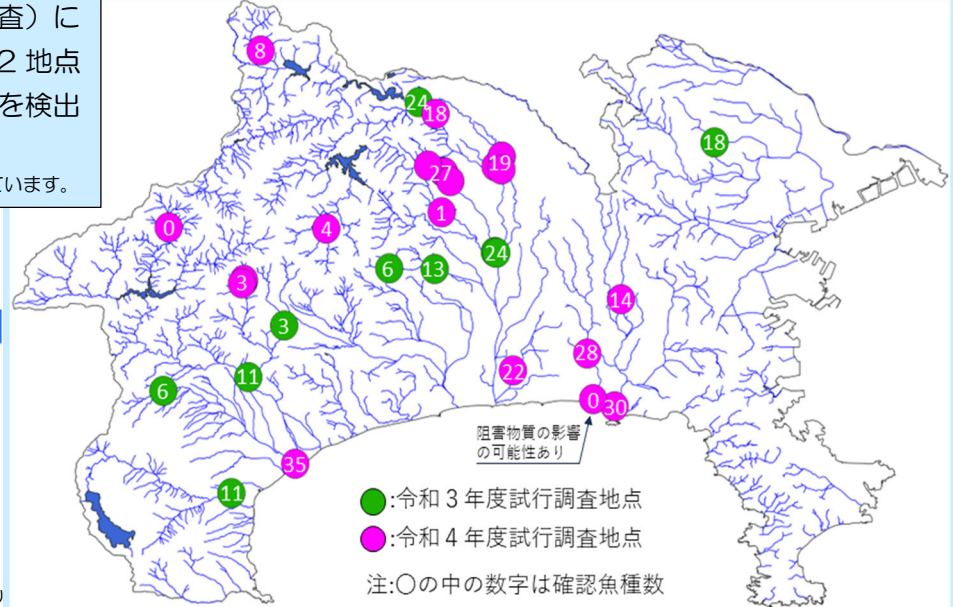 査）に
2 地点
を検出
ています。
8
24
18
18
19
27
1
0
4
24
6
13
3
14
3
28
22
11
6
0
30
阻害物質の影響
の可能性あり
35
11
●:令和３年度試行調査地点
●:令和４年度試行調査地点
注:〇の中の数字は確認魚種数